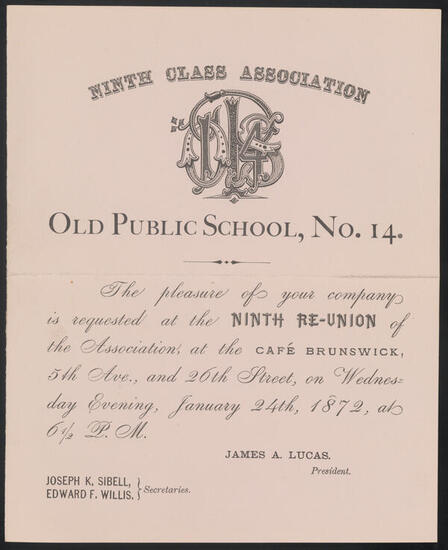 NINTH CLASS ASSOCIATION
OLD PUBLIC SCHOOL, NO. 14.
The pleasure of your company
is requested at the NINTH RE-UNION of
the Association, at the CAFÉ BRUNSWICK,
5th Ave., and 26th Street, on Wednes-
day Evening, January 24th, 1872, at
6 1/2 P. M.
JAMES A. LUCAS.
President.
JOSEPH K. SIBELL,
EDWARD F. WILLIS. } Secretaries.